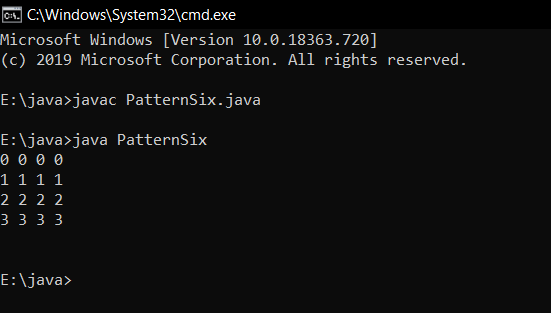 C:\Windows\System32\cmd.exe
Microsoft Windows [Version 10.0.18363.720]
(c) 2019 Microsoft Corporation. All rights reserved.
E:\java>javac PatternSix.java
E:\java>java PatternSix
0 0 0 0
1 1 1 1
2 2 2 2
3 3 3 3
E:\java>